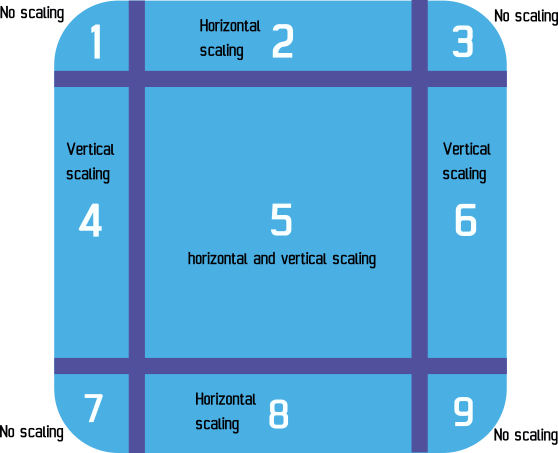 No scaling
1
Horizontal
scaling
2
3
No scaling
Vertical
scaling
4
5
horizontal and vertical scaling
Vertical
scaling
6
7
No scaling
Horizontal
scaling
8
9
No scaling